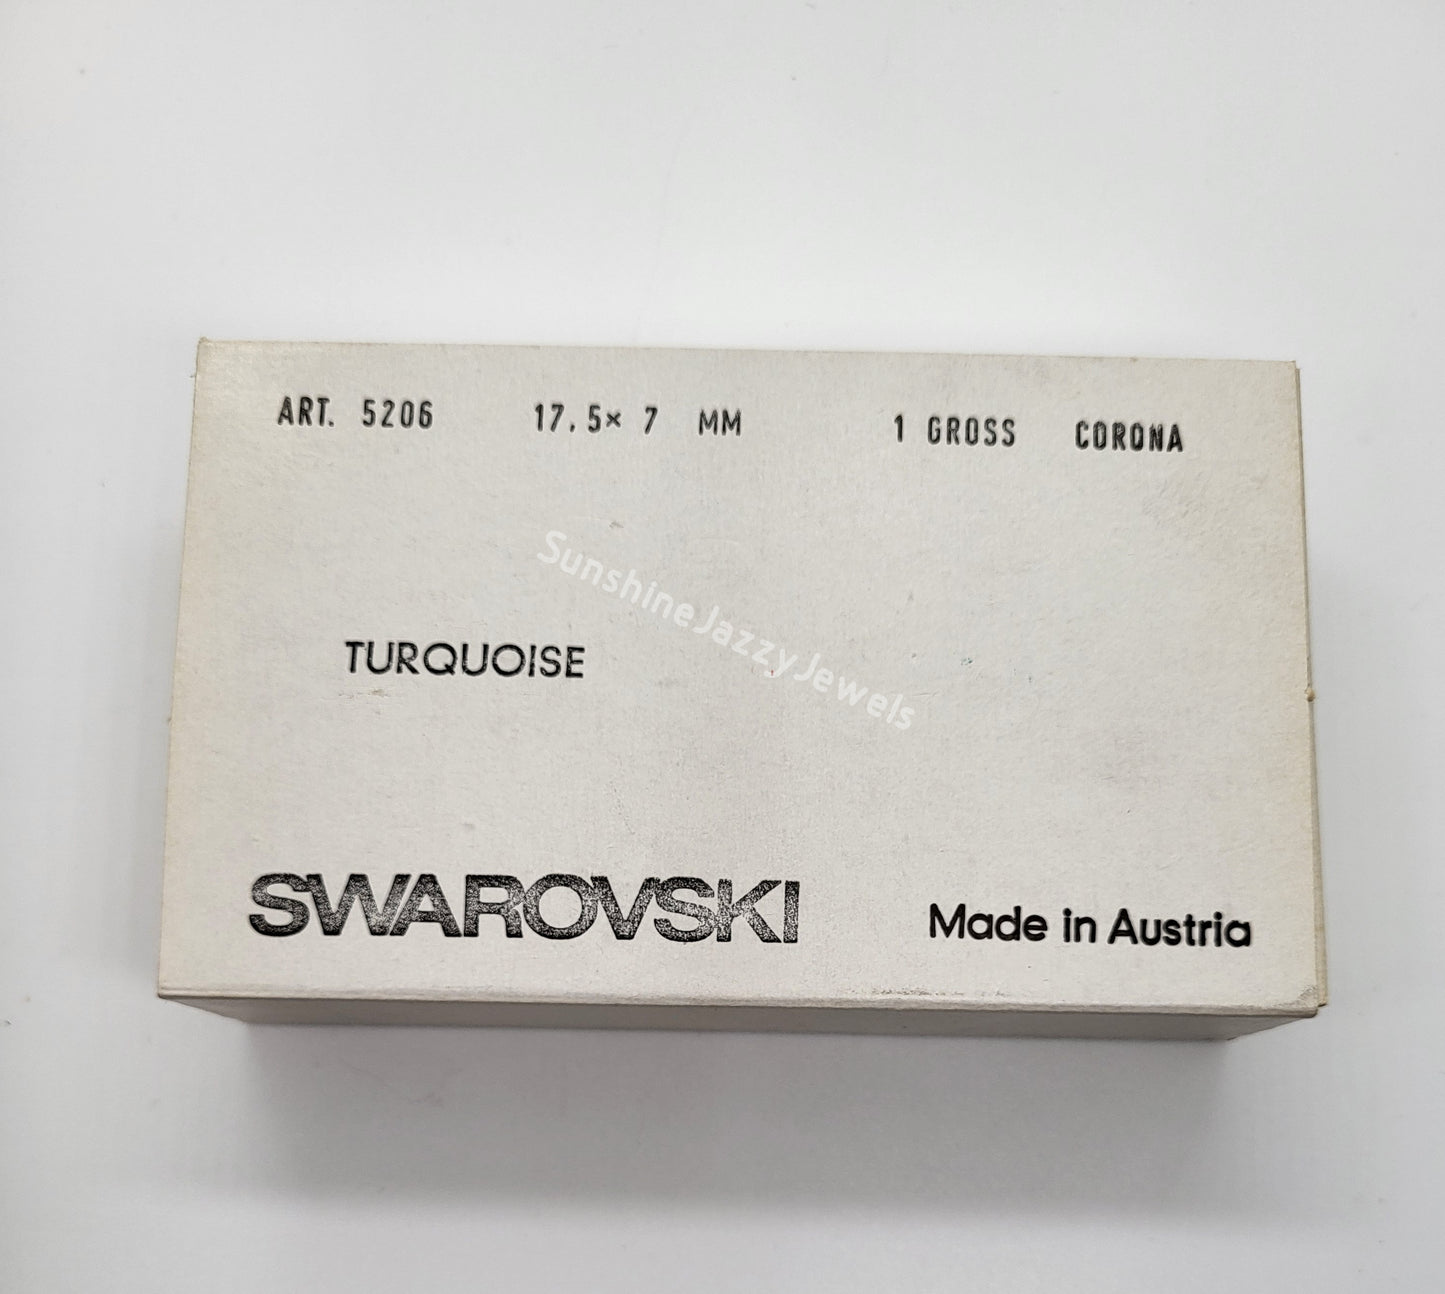 ART. 5206 17.5× 7 MM 1 GROSS CORONA
SunshineJazzyJewels
TURQUOISE
SWAROVSKI Made in Austria